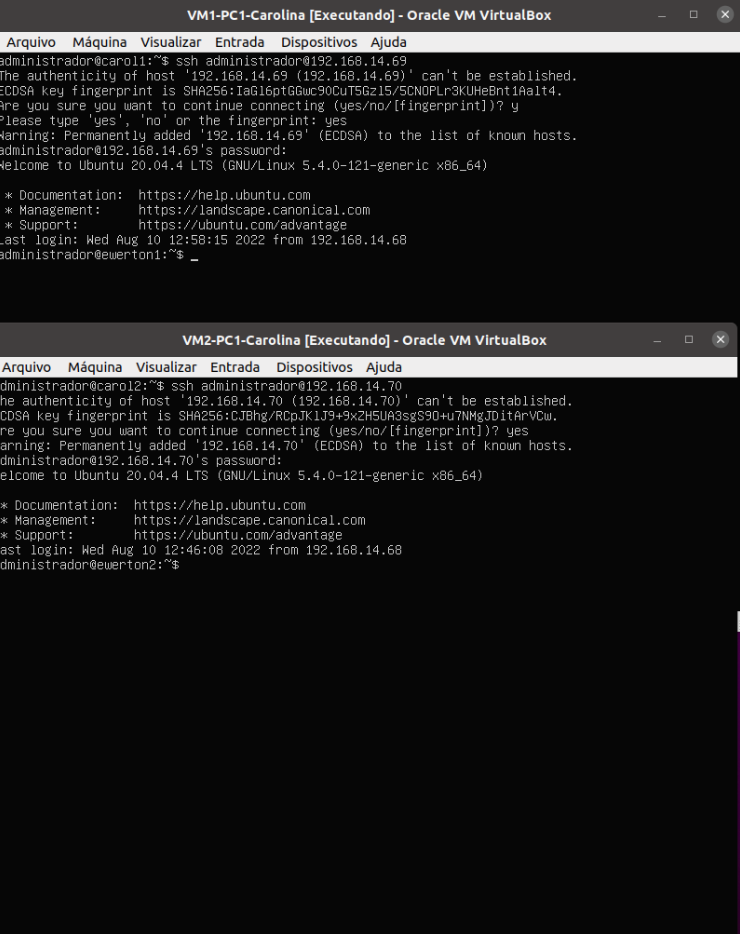 VM1-PC1-Carolina [Executando] - Oracle VM VirtualBox
Arquivo Máquina Visualizar Entrada Dispositivos Ajuda
administrador@carol1:~$ ssh administrador@192.168.14.69
The authenticity of host '192.168.14.69 (192.168.14.69)' can't be established.
ECDSA key fingerprint is SHA256:IaGl6ptGGwc90CuT5Gzl5/5CNOPLr3KUHeBnt1Aalt4.
Are you sure you want to continue connecting (yes/no/[fingerprint])? y
Please type 'yes', 'no' or the fingerprint: yes
Warning: Permanently added '192.168.14.69' (ECDSA) to the list of known hosts.
administrador@192.168.14.69's password:
Welcome to Ubuntu 20.04.4 LTS (GNU/Linux 5.4.0-121-generic x86_64)
* Documentation: https://help.ubuntu.com
* Management: https://landscape.canonical.com
* Support: https://ubuntu.com/advantage
Last login: Wed Aug 10 12:58:15 2022 from 192.168.14.68
administrador@ewerton1:~$ _
VM2-PC1-Carolina [Executando] - Oracle VM VirtualBox
Arquivo Máquina Visualizar Entrada Dispositivos Ajuda
dministrador@carol2:~$ ssh administrador@192.168.14.70
he authenticity of host '192.168.14.70 (192.168.14.70)' can't be established.
CDSA key fingerprint is SHA256:CJBhg/RCpJKlJ9+9xZH5UA3sgS9O+u7NMgJDitArVCw.
re you sure you want to continue connecting (yes/no/[fingerprint])? yes
arning: Permanently added '192.168.14.70' (ECDSA) to the list of known hosts.
dministrador@192.168.14.70's password:
elcome to Ubuntu 20.04.4 LTS (GNU/Linux 5.4.0-121-generic x86_64)
* Documentation: https://help.ubuntu.com
* Management: https://landscape.canonical.com
* Support: https://ubuntu.com/advantage
ast login: Wed Aug 10 12:46:08 2022 from 192.168.14.68
dministrador@ewerton2:~$